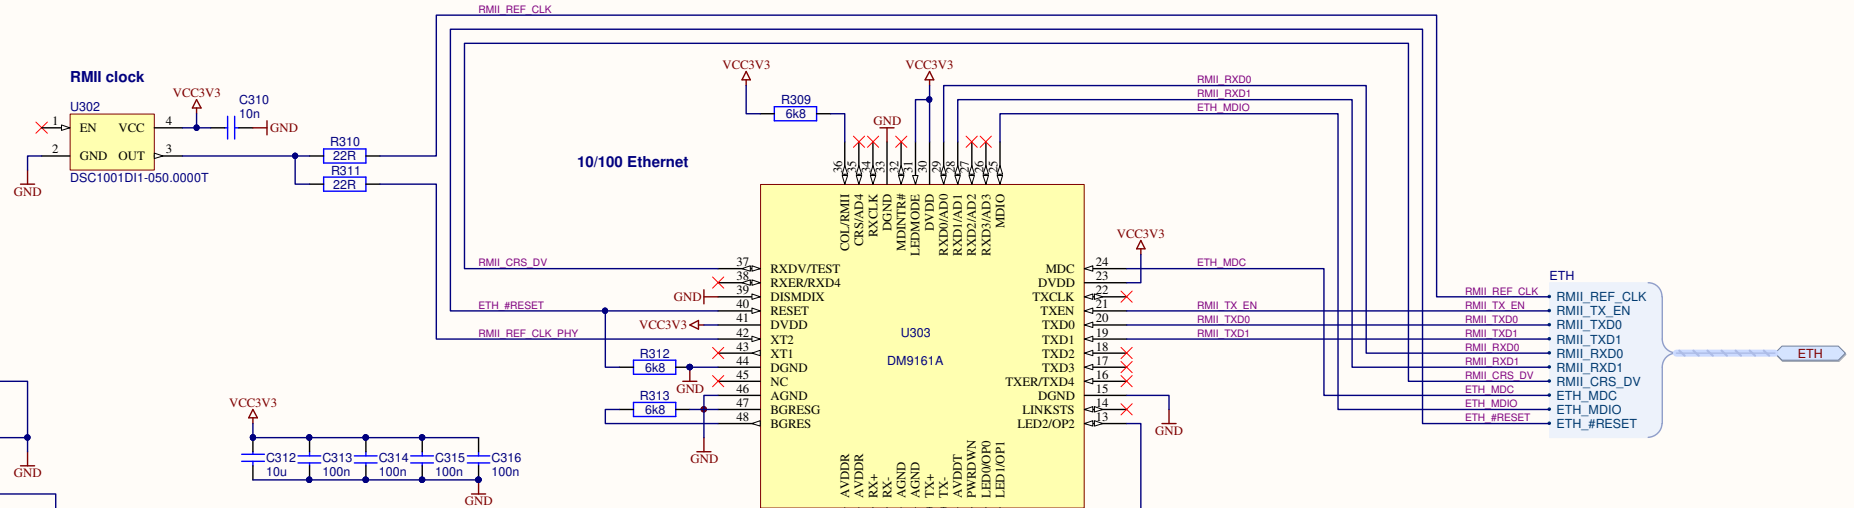 RMII_REF_CLK
RMII clock
U302
VCC3V3
C310
10n
GND
1
EN
VCC
4
2
GND
OUT
3
DSC1001DI1-050.0000T
GND
R310
22R
R311
22R
10/100 Ethernet
VCC3V3
R309
6k8
GND
VCC3V3
RMII_RXD0
RMII_RXD1
ETH_MDIO
36
35
34
33
32
31
30
29
28
27
26
25
COL/RMII
CRS/AD4
RXCLK
DGND
MDINTR#
LEDMODE
DVDD
RXD0/AD0
RXD1/AD1
RXD2/AD2
RXD3/AD3
MDIO
RMII_CRS_DV
37
RXDV/TEST
38
RXER/RXD4
GND
39
DISMDIX
ETH_#RESET
40
RESET
VCC3V3
41
DVDD
RMII_REF_CLK_PHY
42
XT2
43
XT1
R312
6k8
44
DGND
GND
45
NC
46
AGND
R313
6k8
47
BGRESG
48
BGRES
GND
U303
DM9161A
VCC3V3
MDC
24
ETH_MDC
DVDD
23
TXCLK
22
TXEN
21
RMII_TX_EN
TXD0
20
RMII_TXD0
TXD1
19
RMII_TXD1
TXD2
18
TXD3
17
TXER/TXD4
16
DGND
15
LINKSTS
14
LED2/OP2
13
GND
AVDDR
AVDDR
RX+
RX-
AGND
AGND
TX+
TX-
AVDDT
PWRDWN
LED0/OP0
LED1/OP1
ETH
RMII_REF_CLK
RMII_REF_CLK
RMII_TX_EN
RMII_TX_EN
RMII_TXD0
RMII_TXD0
RMII_TXD1
RMII_TXD1
RMII_RXD0
RMII_RXD0
RMII_RXD1
RMII_RXD1
RMII_CRS_DV
RMII_CRS_DV
ETH_MDC
ETH_MDC
ETH_MDIO
ETH_MDIO
ETH_#RESET
ETH_#RESET
ETH
GND
VCC3V3
C312
10u
C313
100n
C314
100n
C315
100n
C316
100n
GND